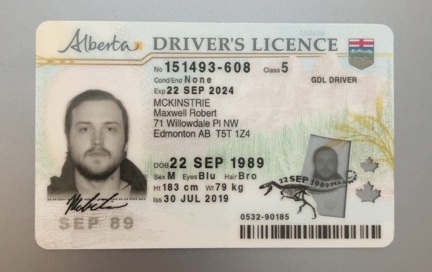 Alberta DRIVER'S LICENCE
No 151493-608 Class 5
GDL DRIVER
Cond/End None
Exp 22 SEP 2024
MCKINSTRIE
Maxwell Robert
71 Willowdale Pl NW
Edmonton AB T5T 1Z4
DOB 22 SEP 1989
Sex M Eyes Blu Hair Bro
Ht 183 cm Wt 79 kg
Iss 30 JUL 2019
22 SEP 1989
SEP 89
0532-90185